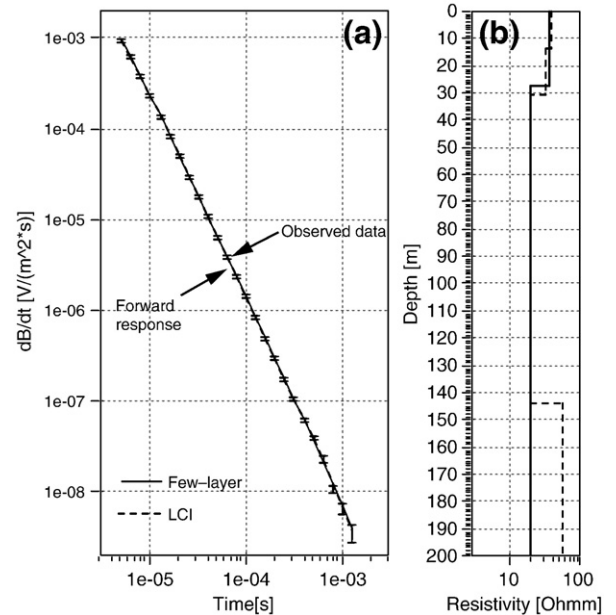 (a)
1e-03
1e-04
1e-05
1e-06
1e-07
1e-08
dB/dt [V/(m^2*s)]
Observed data
Forward
response
Few–layer
LCI
1e-05 1e-04 1e-03
Time[s]
(b)
0
10
20
30
40
50
60
70
80
90
100
110
120
130
140
150
160
170
180
190
200
Depth [m]
10 100
Resistivity [Ohmm]